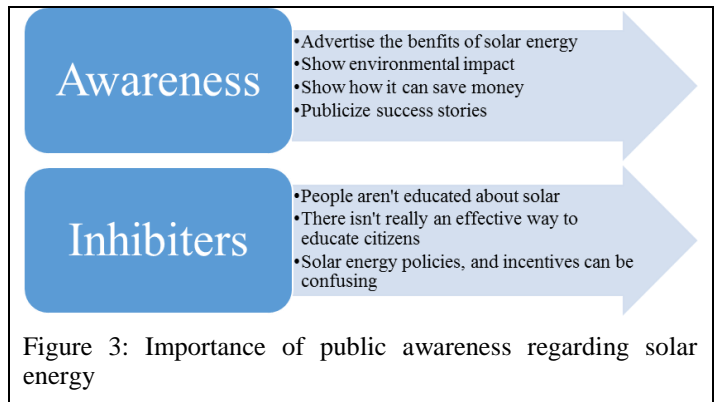 Awareness
•Advertise the benfits of solar energy
•Show environmental impact
•Show how it can save money
•Publicize success stories
Inhibiters
•People aren't educated about solar
•There isn't really an effective way to
educate citizens
•Solar energy policies, and incentives can be
confusing
Figure 3: Importance of public awareness regarding solar
energy